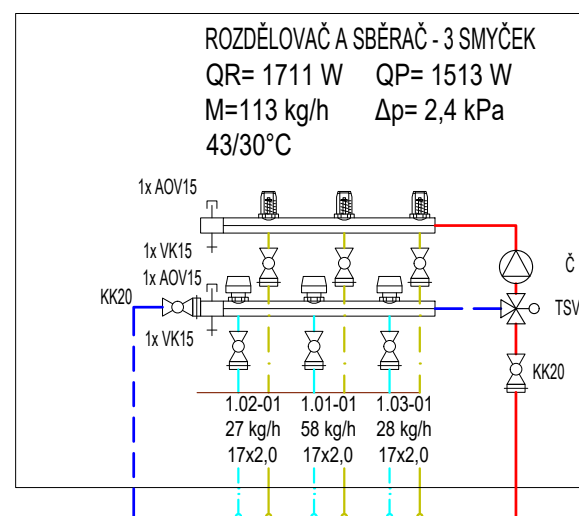 ROZDĚLOVAČ A SBĚRAČ - 3 SMYČEK
QR= 1711 W QP= 1513 W
M=113 kg/h Δp= 2,4 kPa
43/30°C
1x AOV15
1x VK15
1x AOV15
KK20
1x VK15
Č
TSV
KK20
1.02-01 1.01-01 1.03-01
27 kg/h 58 kg/h 28 kg/h
17x2,0 17x2,0 17x2,0